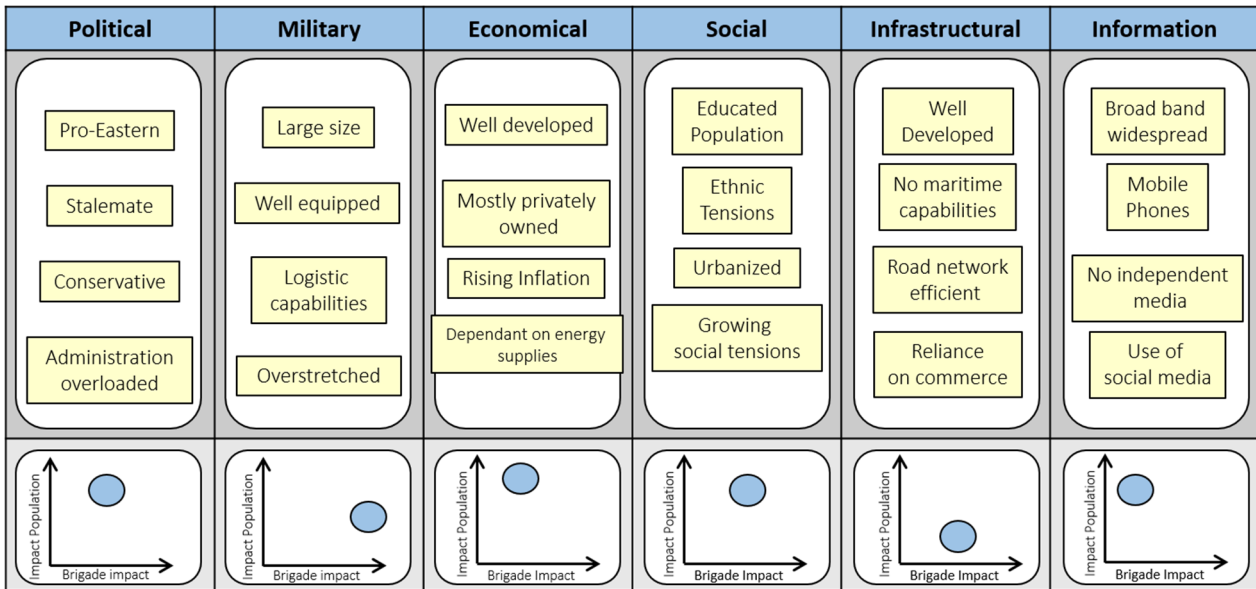 Political
Military
Economical
Social
Infrastructural
Information
Pro-Eastern
Stalemate
Conservative
Administration
overloaded
Large size
Well equipped
Logistic
capabilities
Overstretched
Well developed
Mostly privately
owned
Rising Inflation
Dependant on energy
supplies
Educated
Population
Ethnic
Tensions
Urbanized
Growing
social tensions
Well
Developed
No maritime
capabilities
Road network
efficient
Reliance
on commerce
Broad band
widespread
Mobile
Phones
No independent
media
Use of
social media
Impact Population
Brigade impact
Impact Population
Brigade impact
Impact Population
Brigade Impact
Impact Population
Brigade Impact
Impact Population
Brigade Impact
Impact Population
Brigade Impact